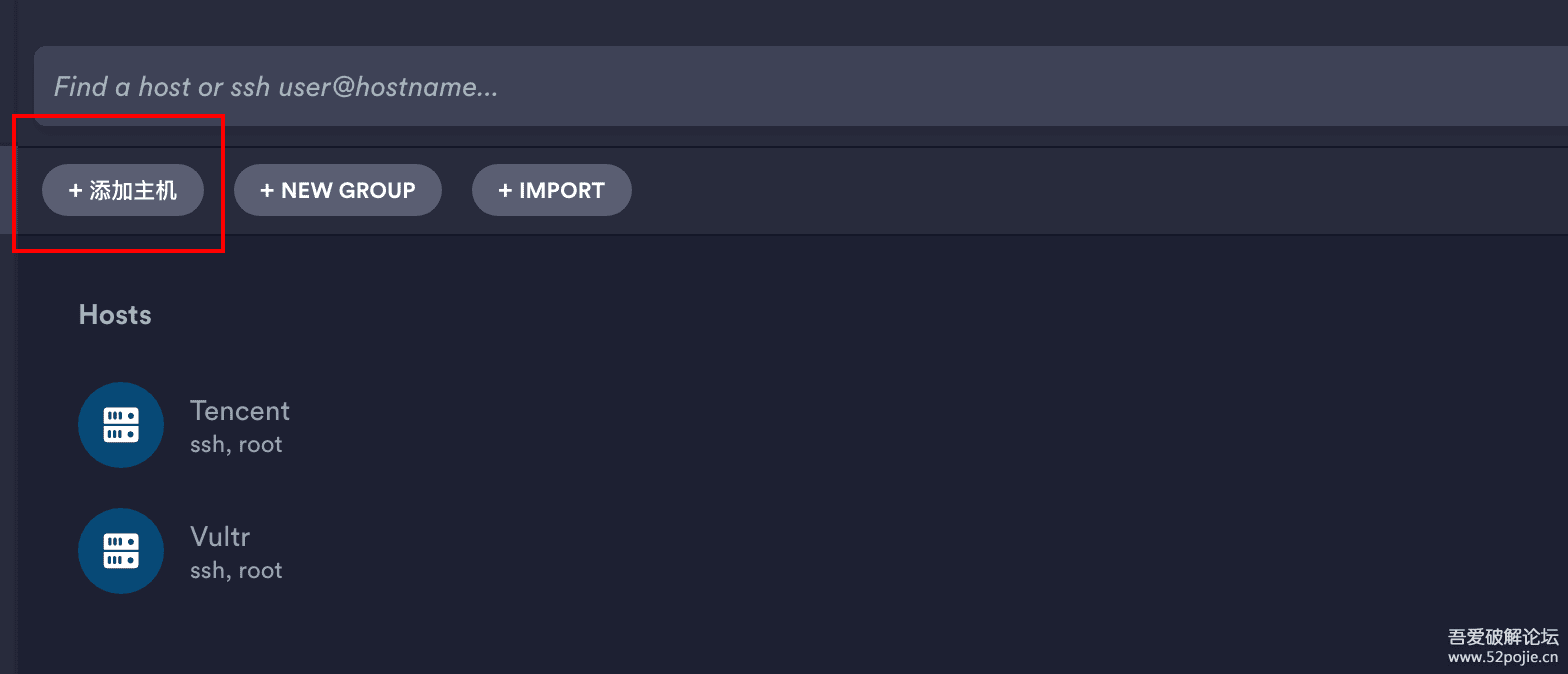 Find a host or ssh user@hostname...
+ 添加主机
+ NEW GROUP
+ IMPORT
Hosts
Tencent
ssh, root
Vultr
ssh, root
吾爱破解论坛
www.52pojie.cn